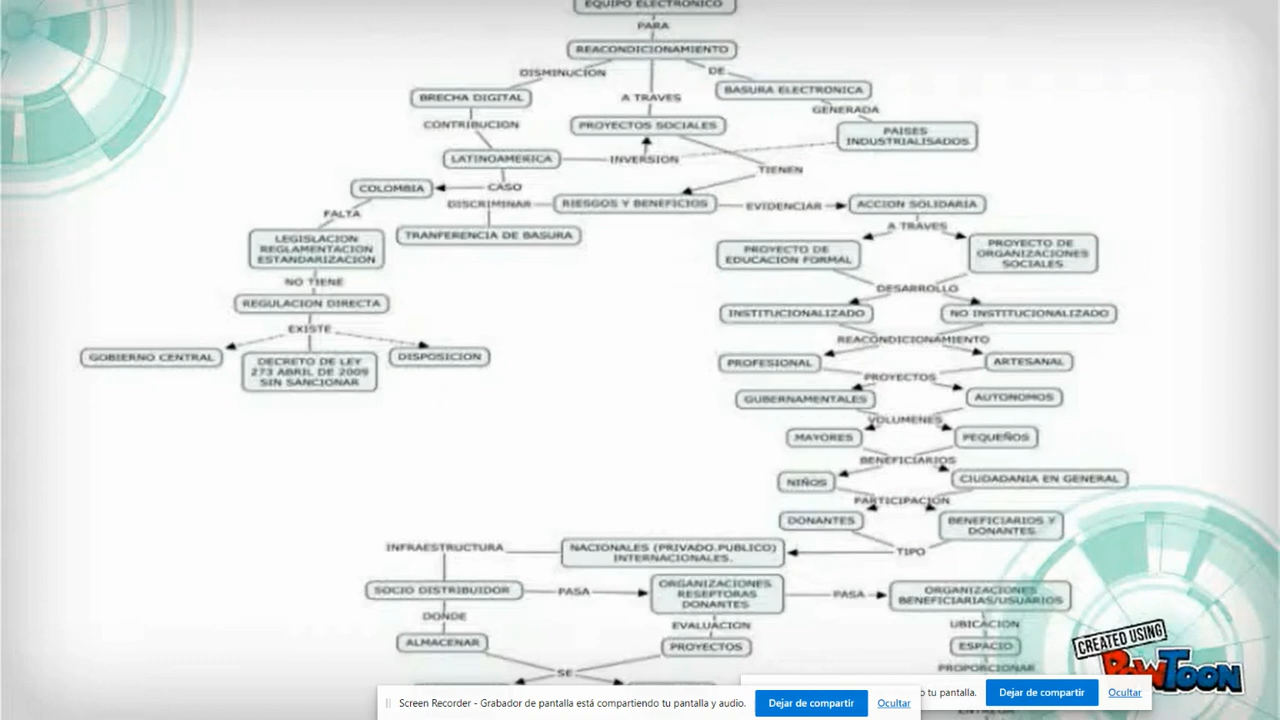 EQUIPO ELECTRONICO
PARA
REACONDICIONAMIENTO
DISMINUCION
DE
BRECHA DIGITAL
A TRAVES
BASURA ELECTRONICA
GENERADA
CONTRIBUCION
PROYECTOS SOCIALES
PAISES
INDUSTRIALISADOS
LATINOAMERICA
INVERSION
TIENEN
COLOMBIA
CASO
DISCRIMINAR
RIESGOS Y BENEFICIOS
EVIDENCIAR
ACCION SOLIDARIA
FALTA
TRANFERENCIA DE BASURA
A TRAVES
LEGISLACION
REGLAMENTACION
ESTANDARIZACION
PROYECTO DE
EDUCACION FORMAL
PROYECTO DE
ORGANIZACIONES
SOCIALES
NO TIENE
DESARROLLO
REGULACION DIRECTA
INSTITUCIONALIZADO
NO INSTITUCIONALIZADO
EXISTE
REACONDICIONAMIENTO
GOBIERNO CENTRAL
DECRETO DE LEY
273 ABRIL DE 2009
SIN SANCIONAR
DISPOSICION
PROFESIONAL
ARTESANAL
PROYECTOS
GUBERNAMENTALES
AUTONOMOS
VOLUMENES
MAYORES
PEQUEÑOS
BENEFICIARIOS
NIÑOS
CIUDADANIA EN GENERAL
PARTICIPACION
DONANTES
BENEFICIARIOS Y
DONANTES
INFRAESTRUCTURA
NACIONALES (PRIVADO.PUBLICO)
INTERNACIONALES.
TIPO
SOCIO DISTRIBUIDOR
PASA
ORGANIZACIONES
RESEPTORAS
DONANTES
PASA
ORGANIZACIONES
BENEFICIARIAS/USUARIOS
DONDE
EVALUACION
UBICACION
ALMACENAR
PROYECTOS
ESPACIO
SE
PROPORCIONAR
CREATED USING
POWTOON
Screen Recorder - Grabador de pantalla está compartiendo tu pantalla y audio.
Dejar de compartir
Ocultar
o tu pantalla.
Dejar de compartir
Ocultar